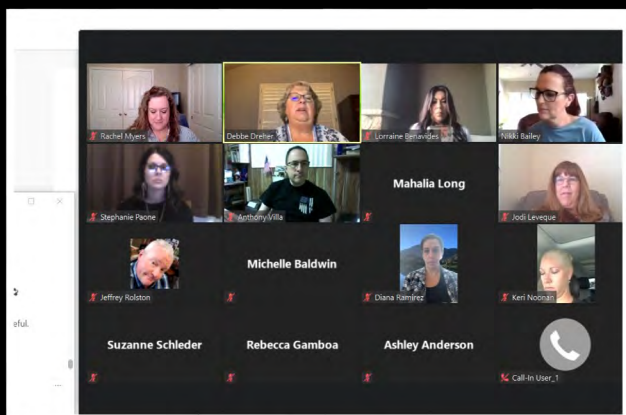 Rachel Myers
Debbe Dreher
Lorraine Benavides
Nikki Bailey
Stephanie Paone
Anthony Villa
Mahalia Long
Jodi Leveque
Jeffrey Rolston
Michelle Baldwin
Diana Ramirez
Keri Noonan
eful.
Suzanne Schleder
Rebecca Gamboa
Ashley Anderson
Call-In User_1
...